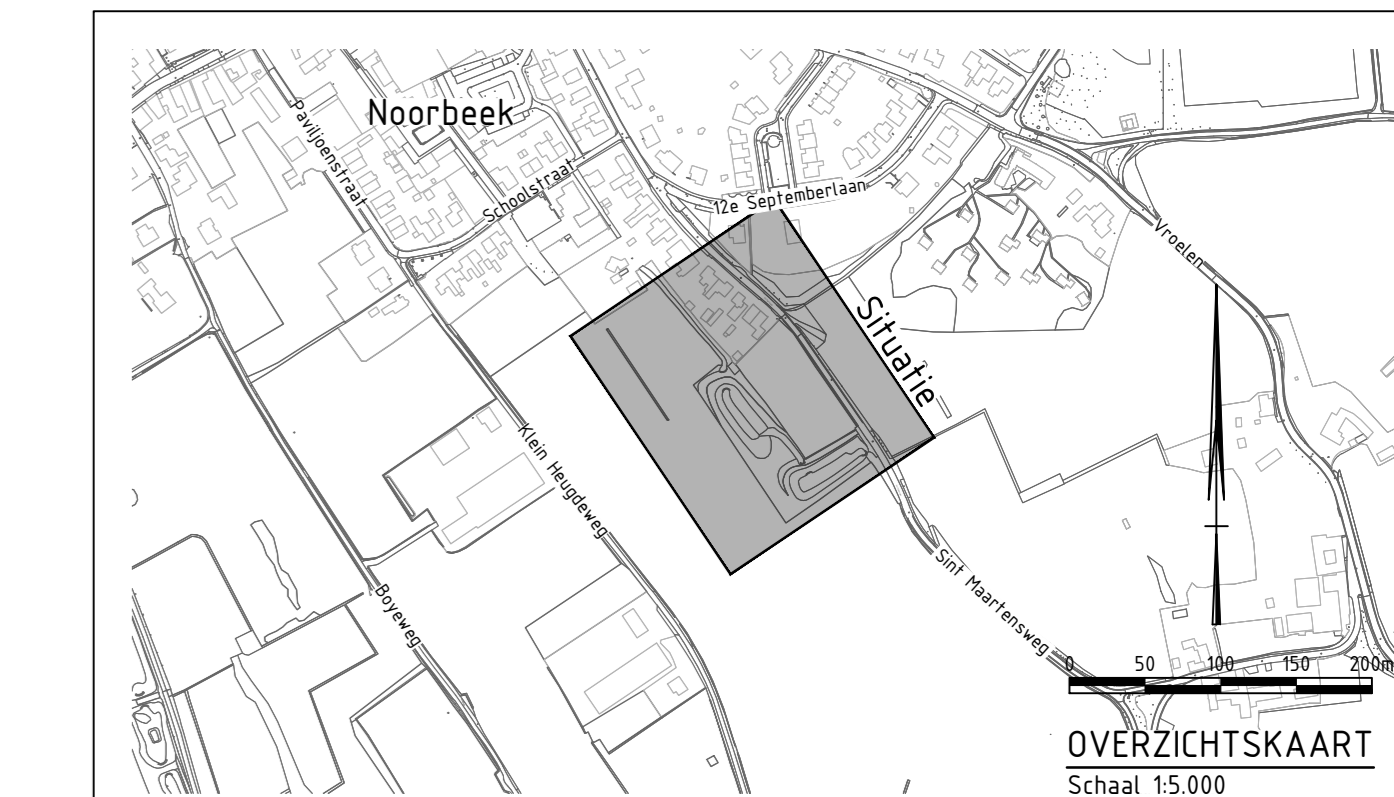 Noorbeek
Paviljoenstraat
Schoolstraat
12e Septemberlaan
Vroelen
Situatie
Klein Heugdeweg
Boyeweg
Sint Maartensweg
0 50 100 150 200m
OVERZICHTSKAART
Schaal 1:5.000